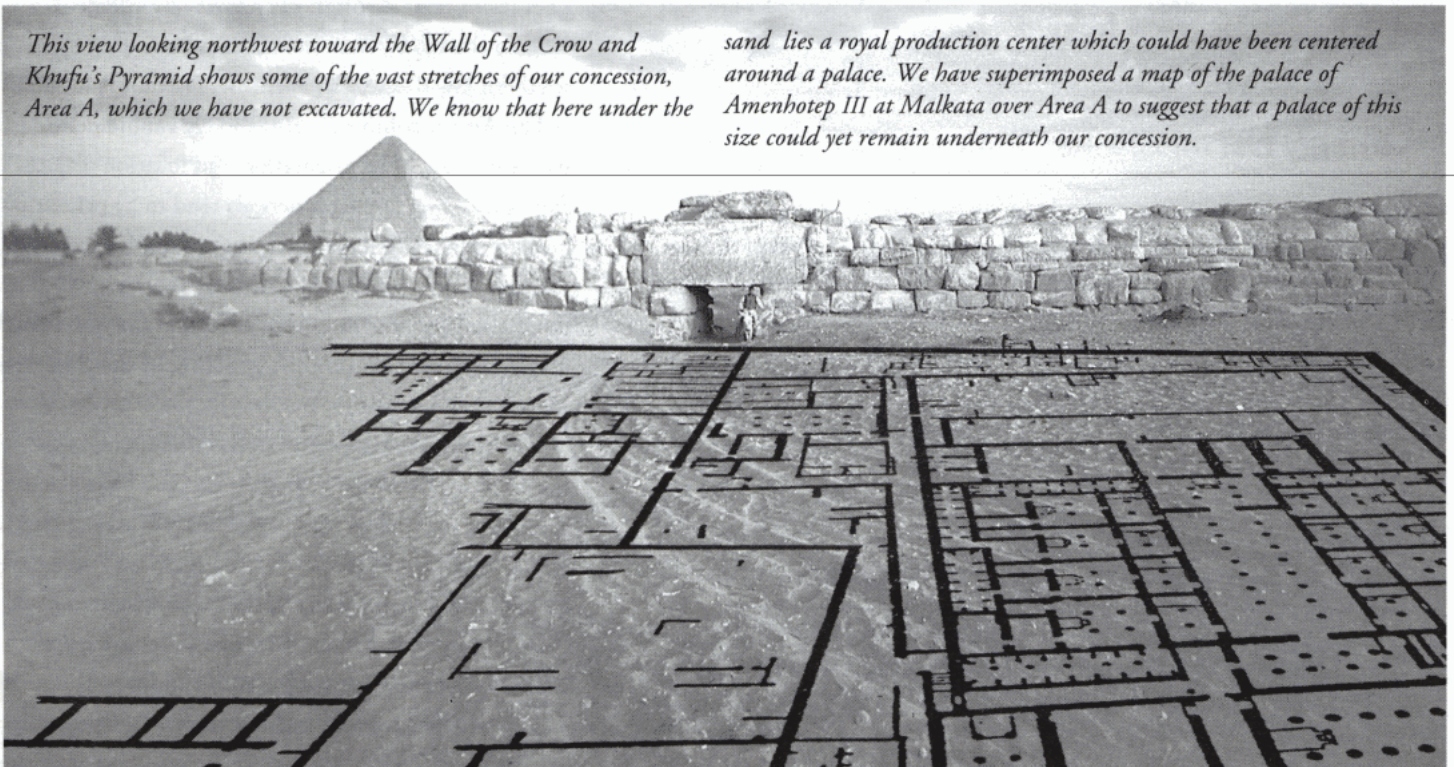 This view looking northwest toward the Wall of the Crow and
Khufu's Pyramid shows some of the vast stretches of our concession,
Area A, which we have not excavated. We know that here under the
sand lies a royal production center which could have been centered
around a palace. We have superimposed a map of the palace of
Amenhotep III at Malkata over Area A to suggest that a palace of this
size could yet remain underneath our concession.